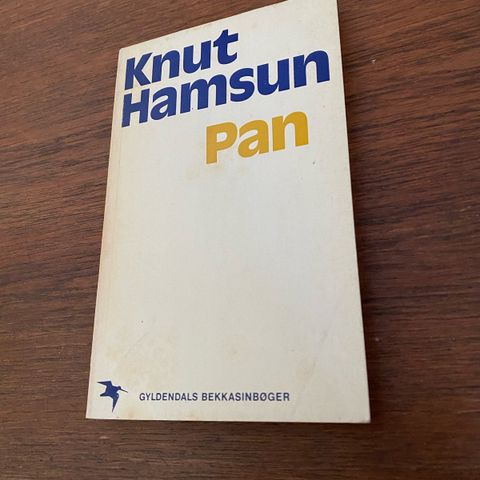 Knut
Hamsun
Pan
GYLDENDALS BEKKASINBØGER